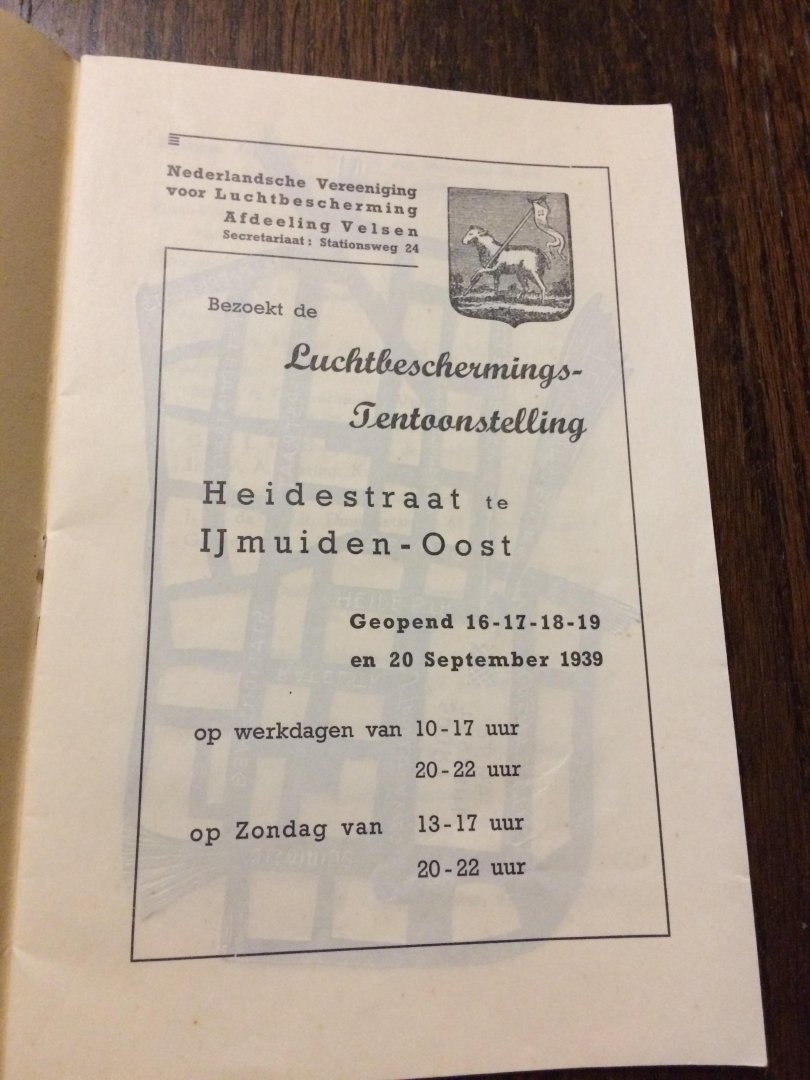 Nederlandsche Vereeniging
voor Luchtbescherming
Afdeeling Velsen
Secretariaat: Stationsweg 24
Bezoekt de
Luchtbeschermings-
Tentoonstelling
Heidestraat te
IJmuiden-Oost
Geopend 16-17-18-19
en 20 September 1939
op werkdagen van 10-17 uur
20-22 uur
op Zondag van 13-17 uur
20-22 uur